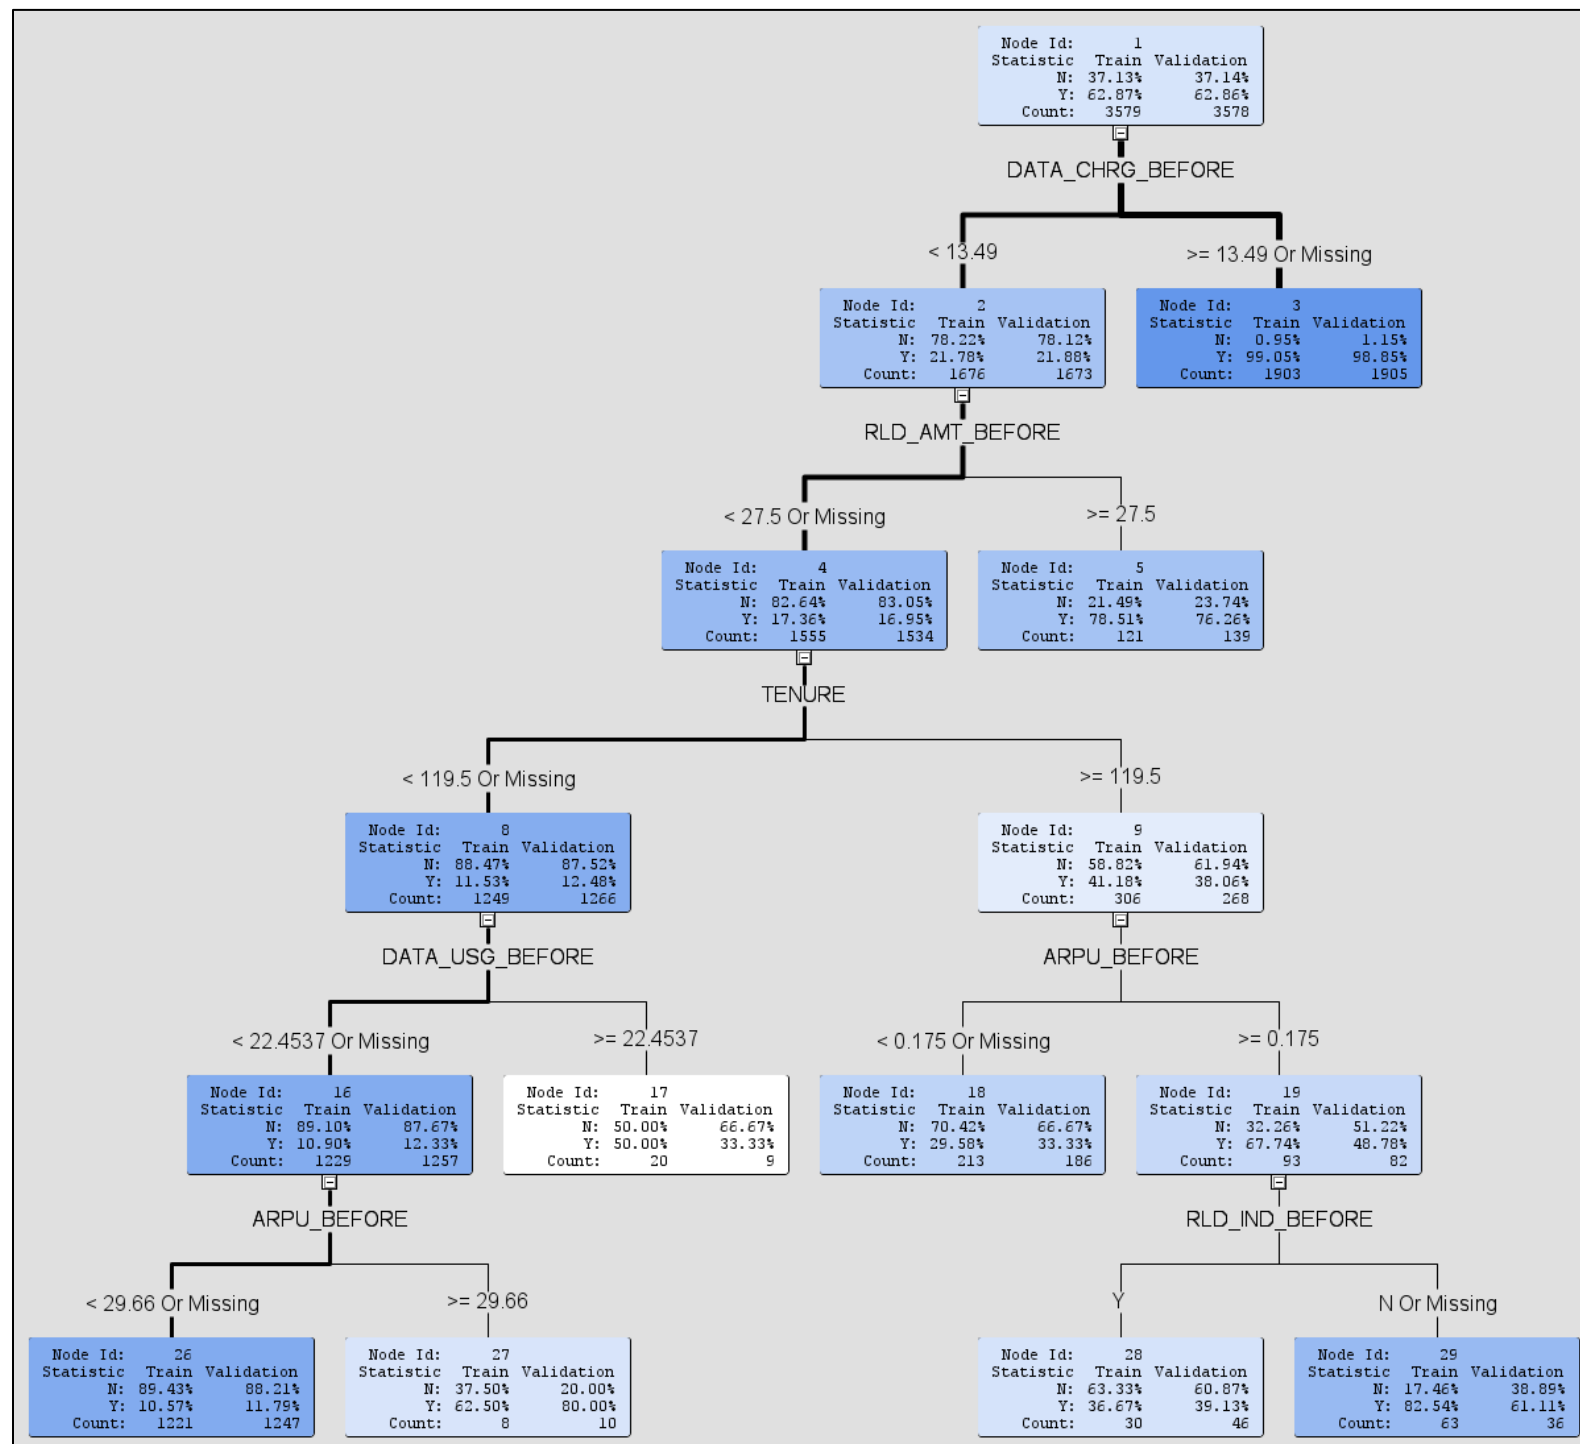 Node Id: 1
Statistic Train Validation
N: 37.13% 37.14%
Y: 62.87% 62.86%
Count: 3579 3578
DATA_CHRG_BEFORE
< 13.49
>= 13.49 Or Missing
Node Id: 2
Statistic Train Validation
N: 78.22% 78.12%
Y: 21.78% 21.88%
Count: 1676 1673
Node Id: 3
Statistic Train Validation
N: 0.95% 1.15%
Y: 99.05% 98.85%
Count: 1903 1905
RLD_AMT_BEFORE
< 27.5 Or Missing
>= 27.5
Node Id: 4
Statistic Train Validation
N: 82.64% 83.05%
Y: 17.36% 16.95%
Count: 1555 1534
Node Id: 5
Statistic Train Validation
N: 21.49% 23.74%
Y: 78.51% 76.26%
Count: 121 139
TENURE
< 119.5 Or Missing
>= 119.5
Node Id: 8
Statistic Train Validation
N: 88.47% 87.52%
Y: 11.53% 12.48%
Count: 1249 1266
Node Id: 9
Statistic Train Validation
N: 58.82% 61.94%
Y: 41.18% 38.06%
Count: 306 268
DATA_USG_BEFORE
ARPU_BEFORE
< 22.4537 Or Missing
>= 22.4537
< 0.175 Or Missing
>= 0.175
Node Id: 16
Statistic Train Validation
N: 89.10% 87.67%
Y: 10.90% 12.33%
Count: 1229 1257
Node Id: 17
Statistic Train Validation
N: 50.00% 66.67%
Y: 50.00% 33.33%
Count: 20 9
Node Id: 18
Statistic Train Validation
N: 70.42% 66.67%
Y: 29.58% 33.33%
Count: 213 186
Node Id: 19
Statistic Train Validation
N: 32.26% 51.22%
Y: 67.74% 48.78%
Count: 93 82
ARPU_BEFORE
RLD_IND_BEFORE
< 29.66 Or Missing
>= 29.66
Y
N Or Missing
Node Id: 26
Statistic Train Validation
N: 89.43% 88.21%
Y: 10.57% 11.79%
Count: 1221 1247
Node Id: 27
Statistic Train Validation
N: 37.50% 20.00%
Y: 62.50% 80.00%
Count: 8 10
Node Id: 28
Statistic Train Validation
N: 63.33% 60.87%
Y: 36.67% 39.13%
Count: 30 46
Node Id: 29
Statistic Train Validation
N: 17.46% 38.89%
Y: 82.54% 61.11%
Count: 63 36